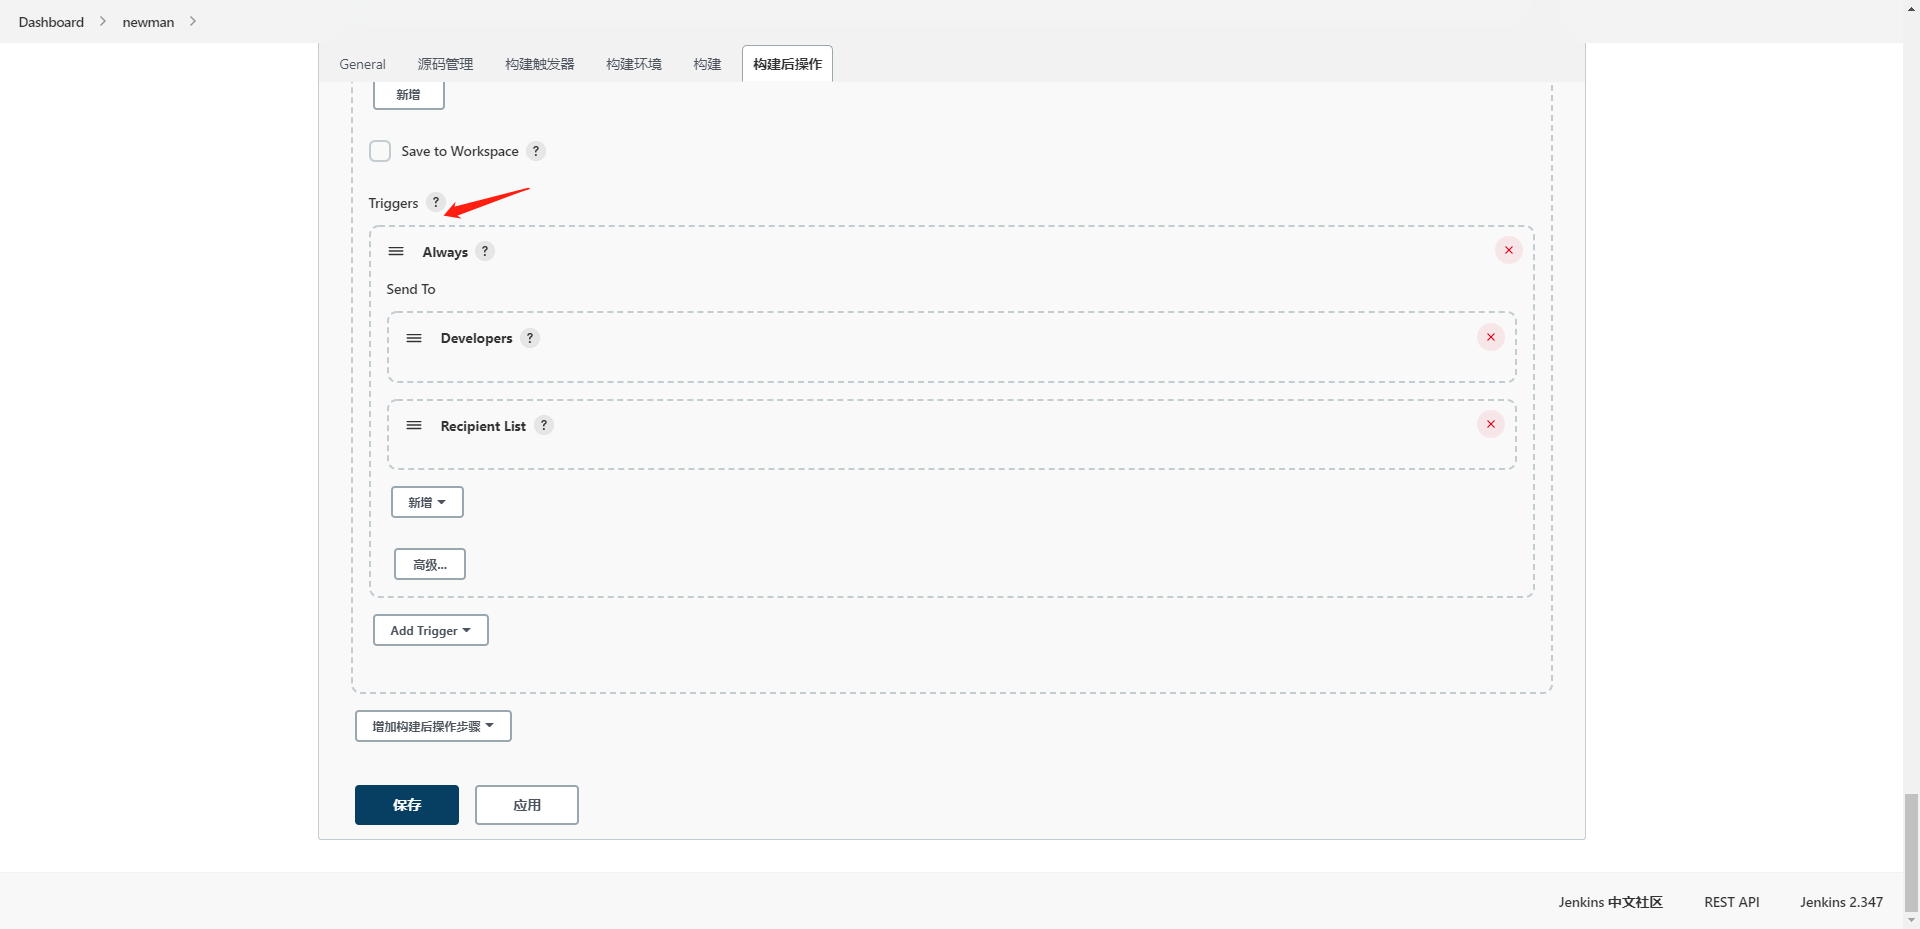 Dashboard newman
General 源码管理 构建触发器 构建环境 构建 构建后操作
新增
Save to Workspace ?
Triggers ?
Always ?
Send To
Developers ?
Recipient List ?
新增
高级...
Add Trigger
增加构建后操作步骤
保存 应用
Jenkins 中文社区 REST API Jenkins 2.347